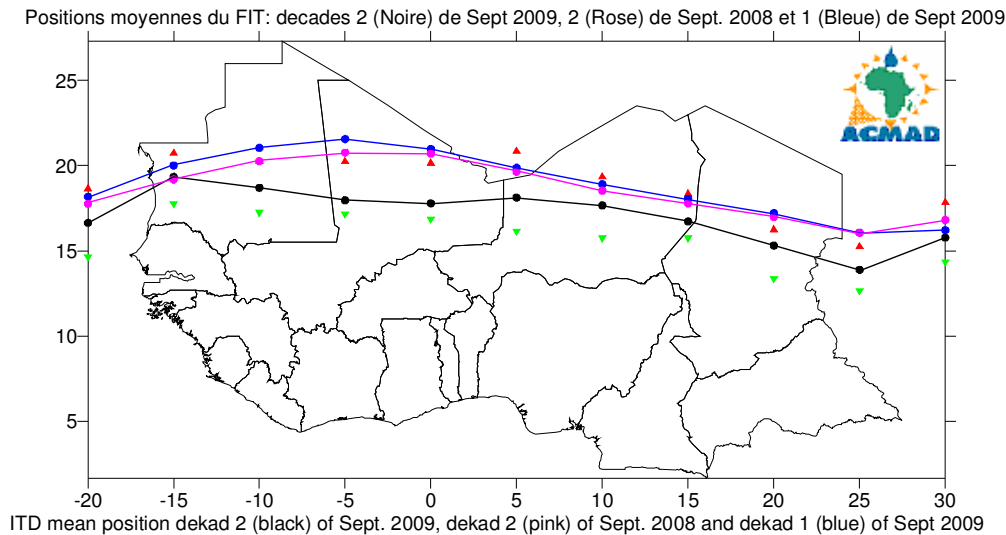 Positions moyennes du FIT: decades 2 (Noire) de Sept 2009, 2 (Rose) de Sept. 2008 et 1 (Bleue) de Sept 2009
ACMAD
25
20
15
10
5
-20 -15 -10 -5 0 5 10 15 20 25 30
ITD mean position dekad 2 (black) of Sept. 2009, dekad 2 (pink) of Sept. 2008 and dekad 1 (blue) of Sept 2009